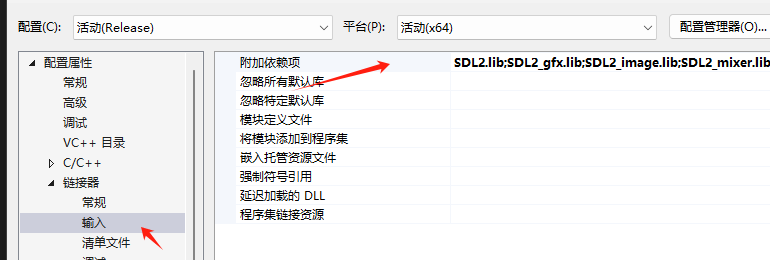 配置(C):
活动(Release)
平台(P):
活动(x64)
配置管理器(O)...
配置属性
常规
高级
调试
VC++ 目录
C/C++
链接器
常规
输入
清单文件
调试
附加依赖项
SDL2.lib;SDL2_gfx.lib;SDL2_image.lib;SDL2_mixer.lib
忽略所有默认库
忽略特定默认库
模块定义文件
将模块添加到程序集
嵌入托管资源文件
强制符号引用
延迟加载的 DLL
程序集链接资源